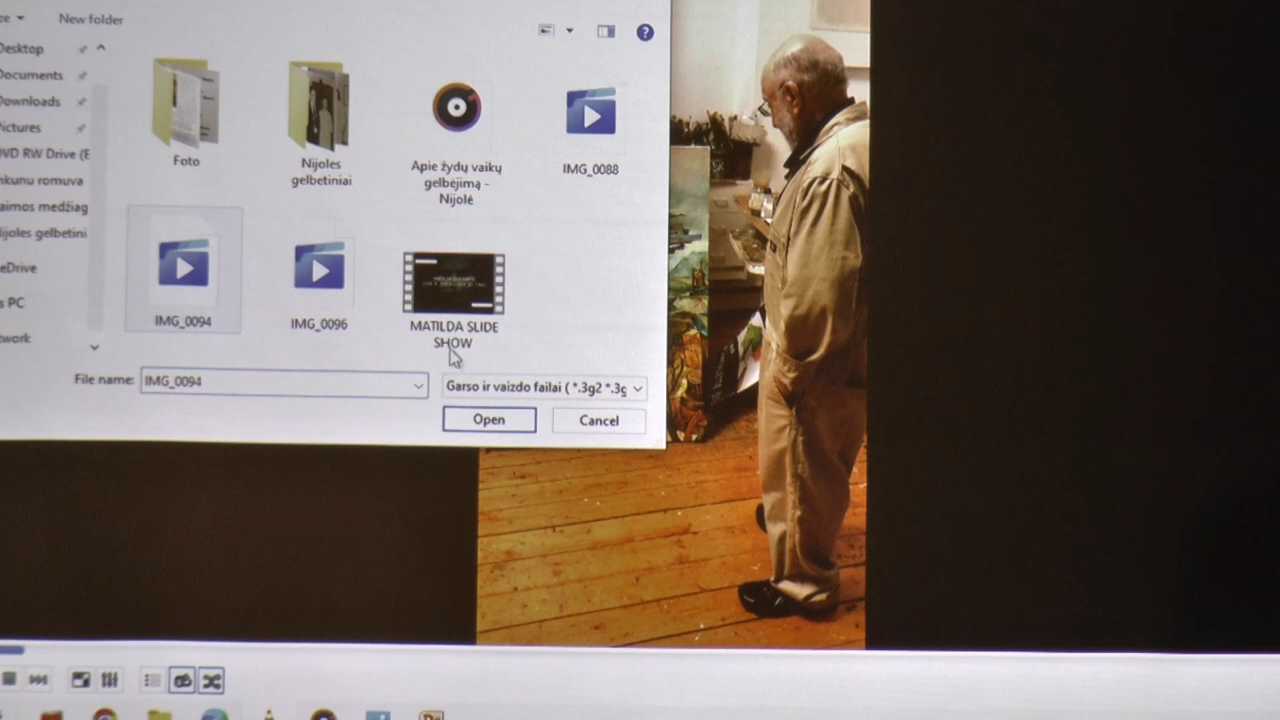 New folder
Desktop
Documents
Downloads
Pictures
DVD RW Drive (E
nkunu romuva
aimos medžiag
lijoles gelbetini
eDrive
s PC
twork
Foto
Nijoles
gelbetiniai
Apie žydų vaikų
gelbėjimą -
Nijolė
IMG_0088
IMG_0094
IMG_0096
MATILDA SLIDE
SHOW
File name:
IMG_0094
Garso ir vaizdo failai ( *.3g2 *.3g
Open
Cancel